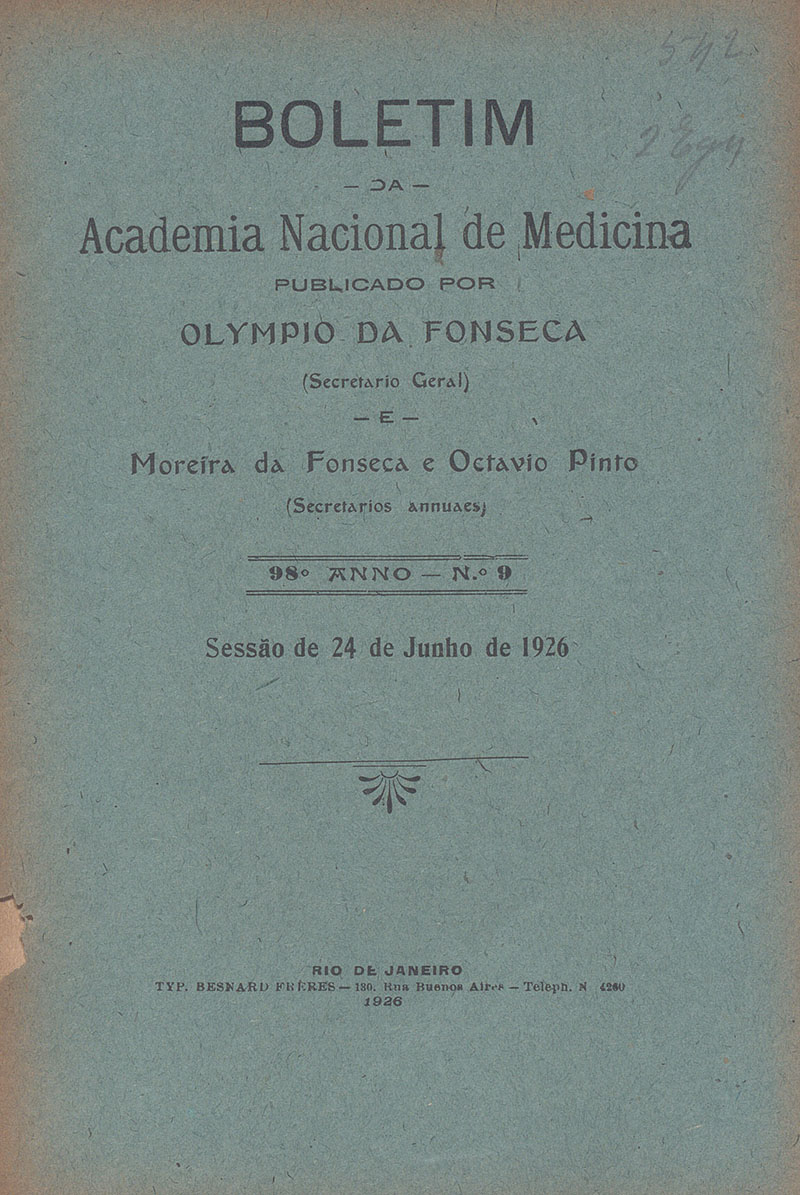 542
BOLETIM
— DA —
Academia Nacional de Medicina
PUBLICADO POR
OLYMPIO DA FONSECA
(Secretario Geral)
— E —
Moreira da Fonseca e Octavio Pinto
(Secretarios annuaes)
98º ANNO — N.º 9
Sessão de 24 de Junho de 1926
RIO DE JANEIRO
TYP. BESNARD FRÈRES — 130. Rua Buenos Aires — Teleph. N 4260
1926